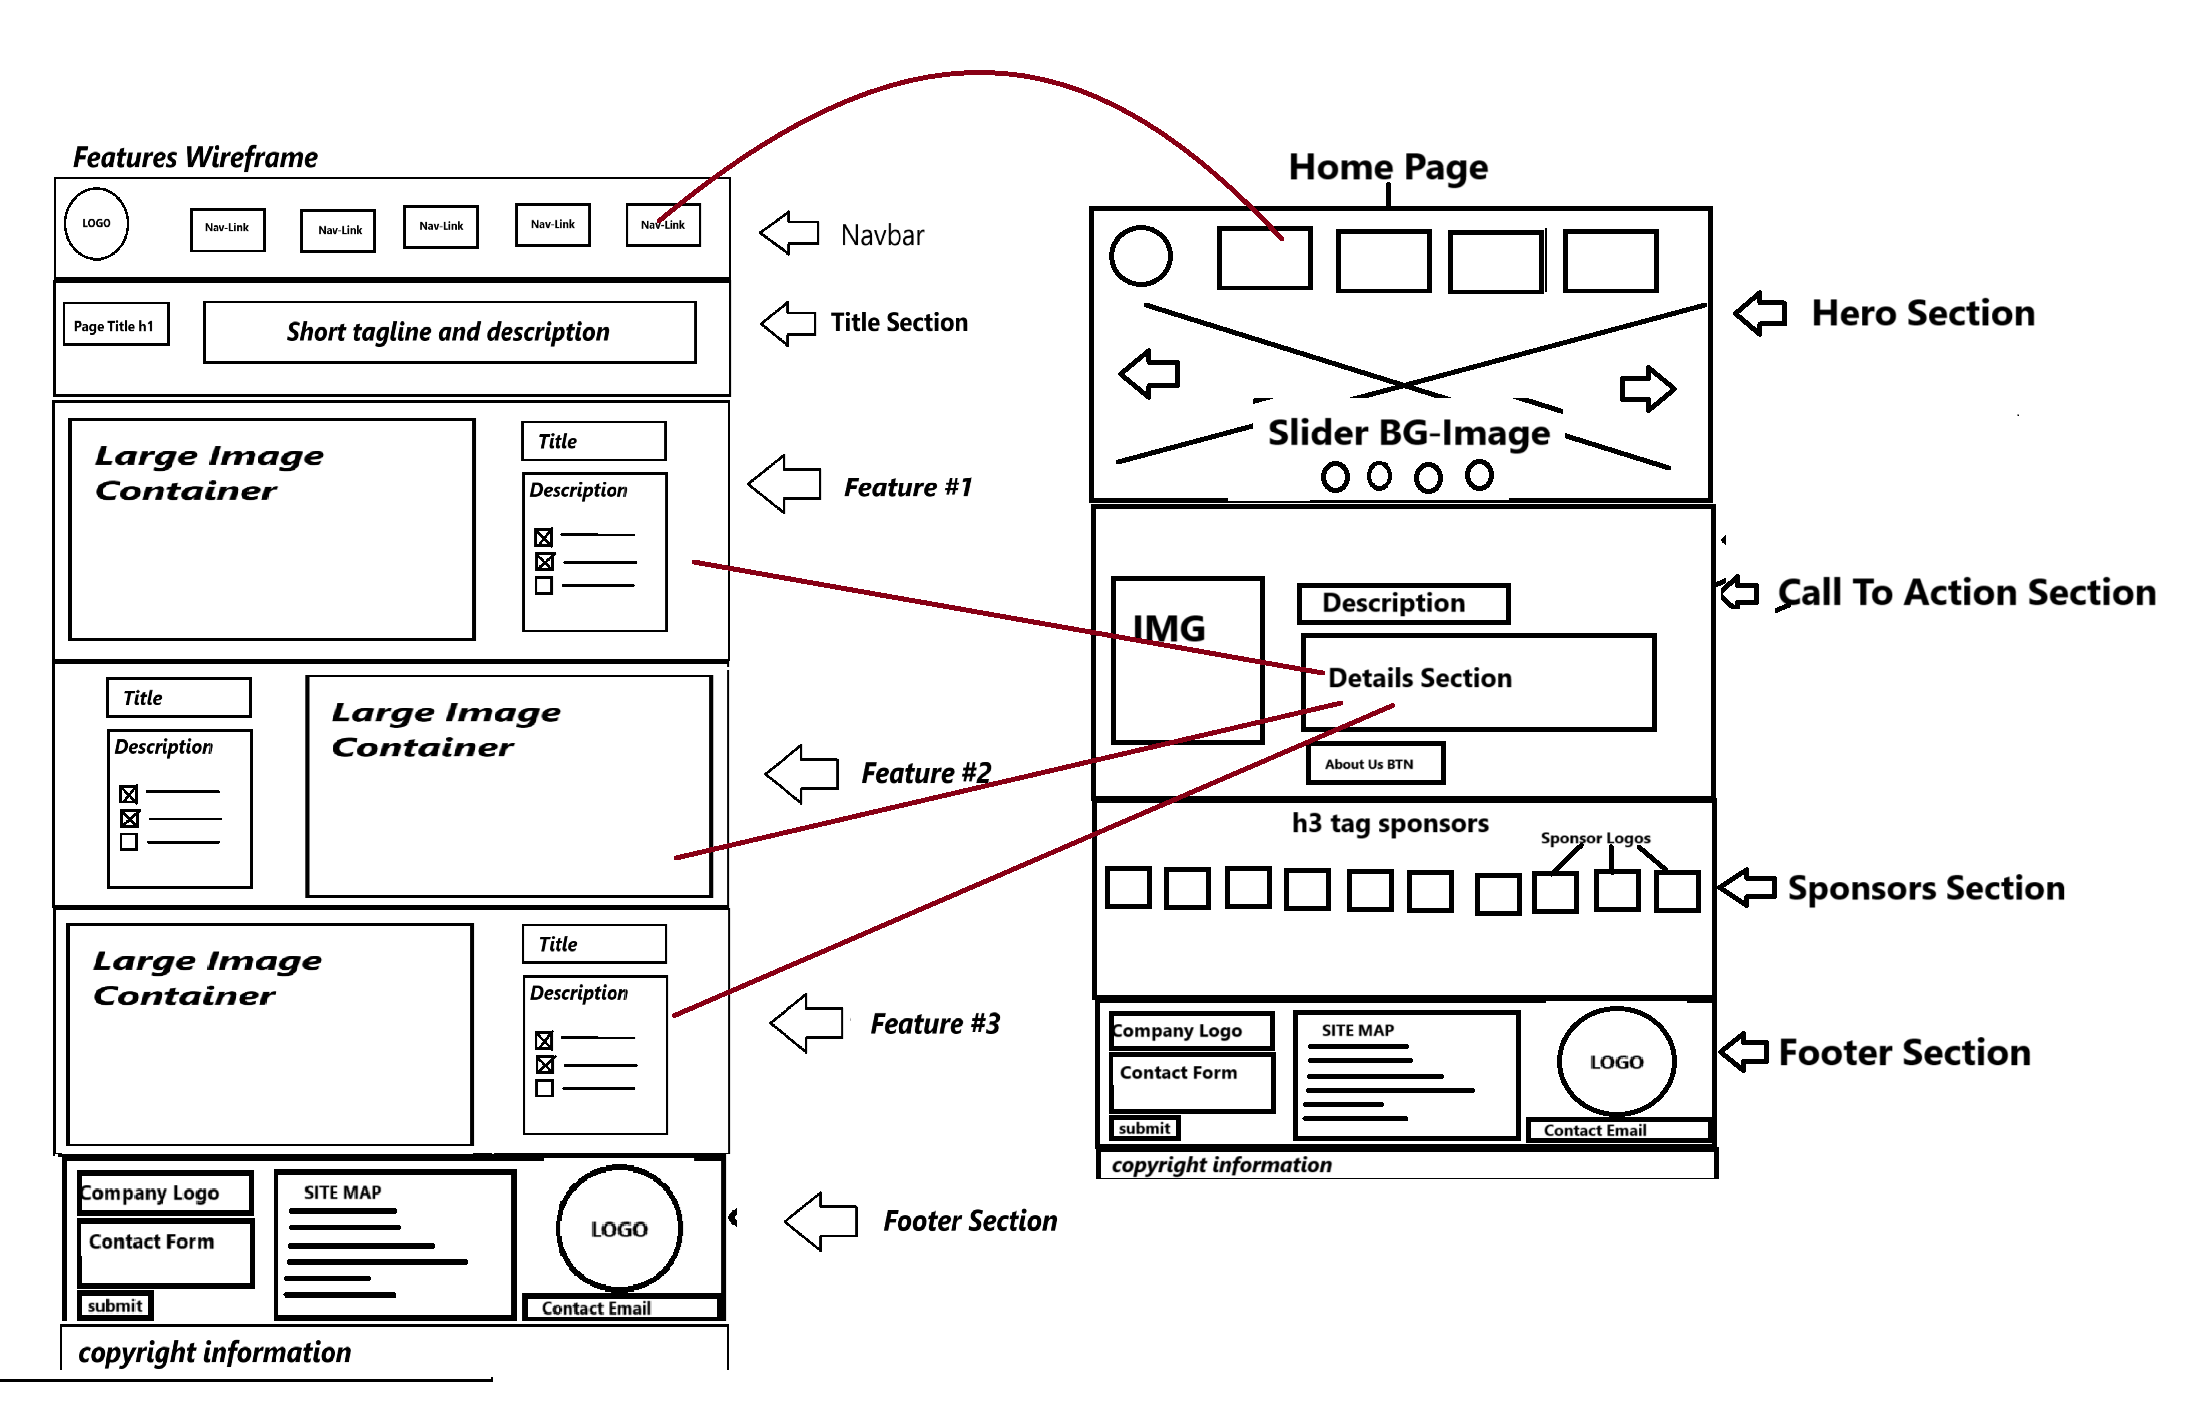 Features Wireframe
LOGO
Nav-Link
Nav-Link
Nav-Link
Nav-Link
Nav-Link
Navbar
Page Title h1
Short tagline and description
Title Section
Large Image
Container
Title
Description
Feature #1
Title
Description
Large Image
Container
Feature #2
Large Image
Container
Title
Description
Feature #3
Company Logo
Contact Form
submit
SITE MAP
LOGO
Contact Email
Footer Section
copyright information
Home Page
Hero Section
Slider BG-Image
IMG
Description
Details Section
About Us BTN
Call To Action Section
h3 tag sponsors
Sponsor Logos
Sponsors Section
Company Logo
Contact Form
submit
SITE MAP
LOGO
Contact Email
Footer Section
copyright information